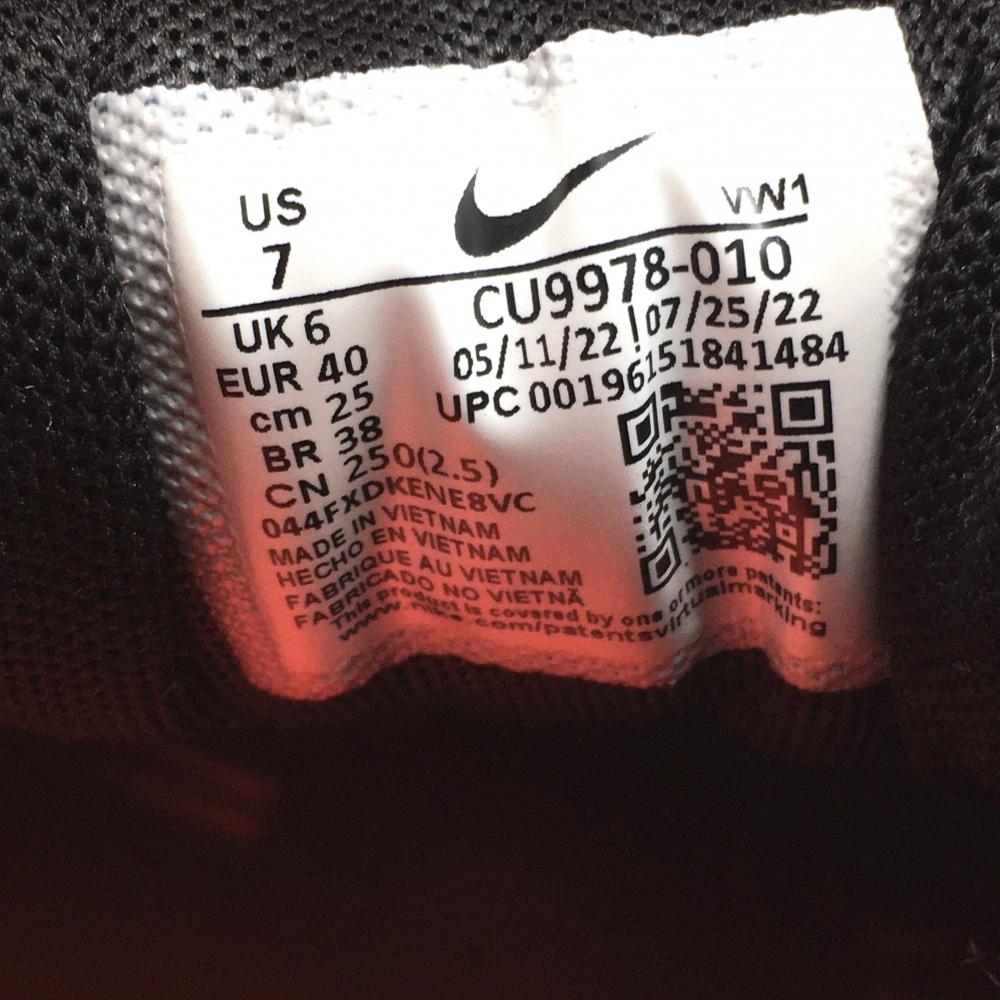 US
7
VW1
UK 6
EUR 40
cm 25
BR 38
CN 250(2.5)
CU9978-010
05/11/22 | 07/25/22
UPC 00196151841484
044FXDKENE8VC
MADE IN VIETNAM
HECHO EN VIETNAM
FABRIQUE AU VIETNAM
FABRICADO NO VIETNÃ
This product is covered by one of more patents:
www.nike.com/patentsvirtualmarking